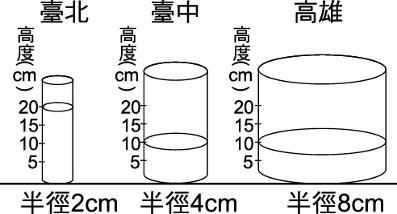 臺北 臺中 高雄
高度(cm) 高度(cm) 高度(cm)
20 20 20
15 15 15
10 10 10
5 5 5
半徑2cm 半徑4cm 半徑8cm